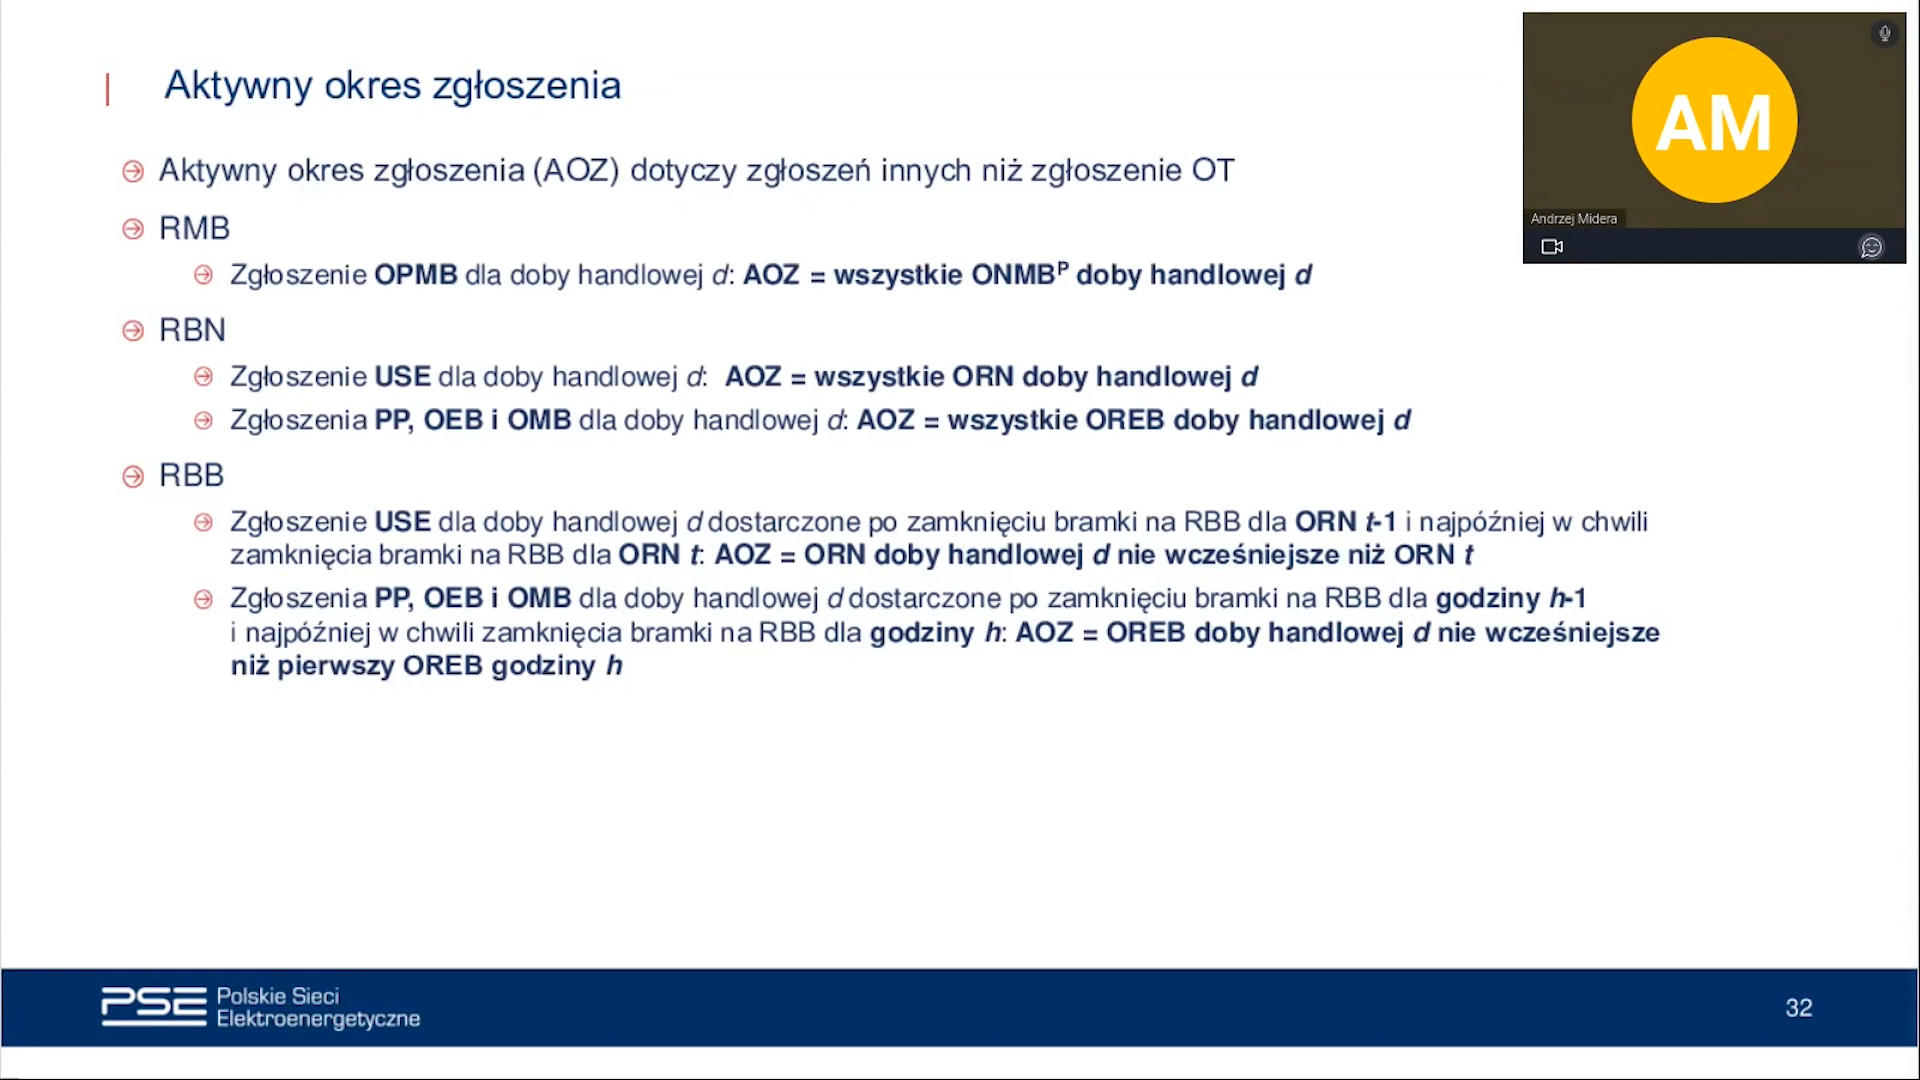 Aktywny okres zgłoszenia
Aktywny okres zgłoszenia (AOZ) dotyczy zgłoszeń innych niż zgłoszenie OT
RMB
Zgłoszenie OPMB dla doby handlowej d: AOZ = wszystkie ONMBᴾ doby handlowej d
RBN
Zgłoszenie USE dla doby handlowej d: AOZ = wszystkie ORN doby handlowej d
Zgłoszenia PP, OEB i OMB dla doby handlowej d: AOZ = wszystkie OREB doby handlowej d
RBB
Zgłoszenie USE dla doby handlowej d dostarczone po zamknięciu bramki na RBB dla ORN t-1 i najpóźniej w chwili
zamknięcia bramki na RBB dla ORN t: AOZ = ORN doby handlowej d nie wcześniejsze niż ORN t
Zgłoszenia PP, OEB i OMB dla doby handlowej d dostarczone po zamknięciu bramki na RBB dla godziny h-1
i najpóźniej w chwili zamknięcia bramki na RBB dla godziny h: AOZ = OREB doby handlowej d nie wcześniejsze
niż pierwszy OREB godziny h
AM
Andrzej Midera
PSE
Polskie Sieci
Elektroenergetyczne
32